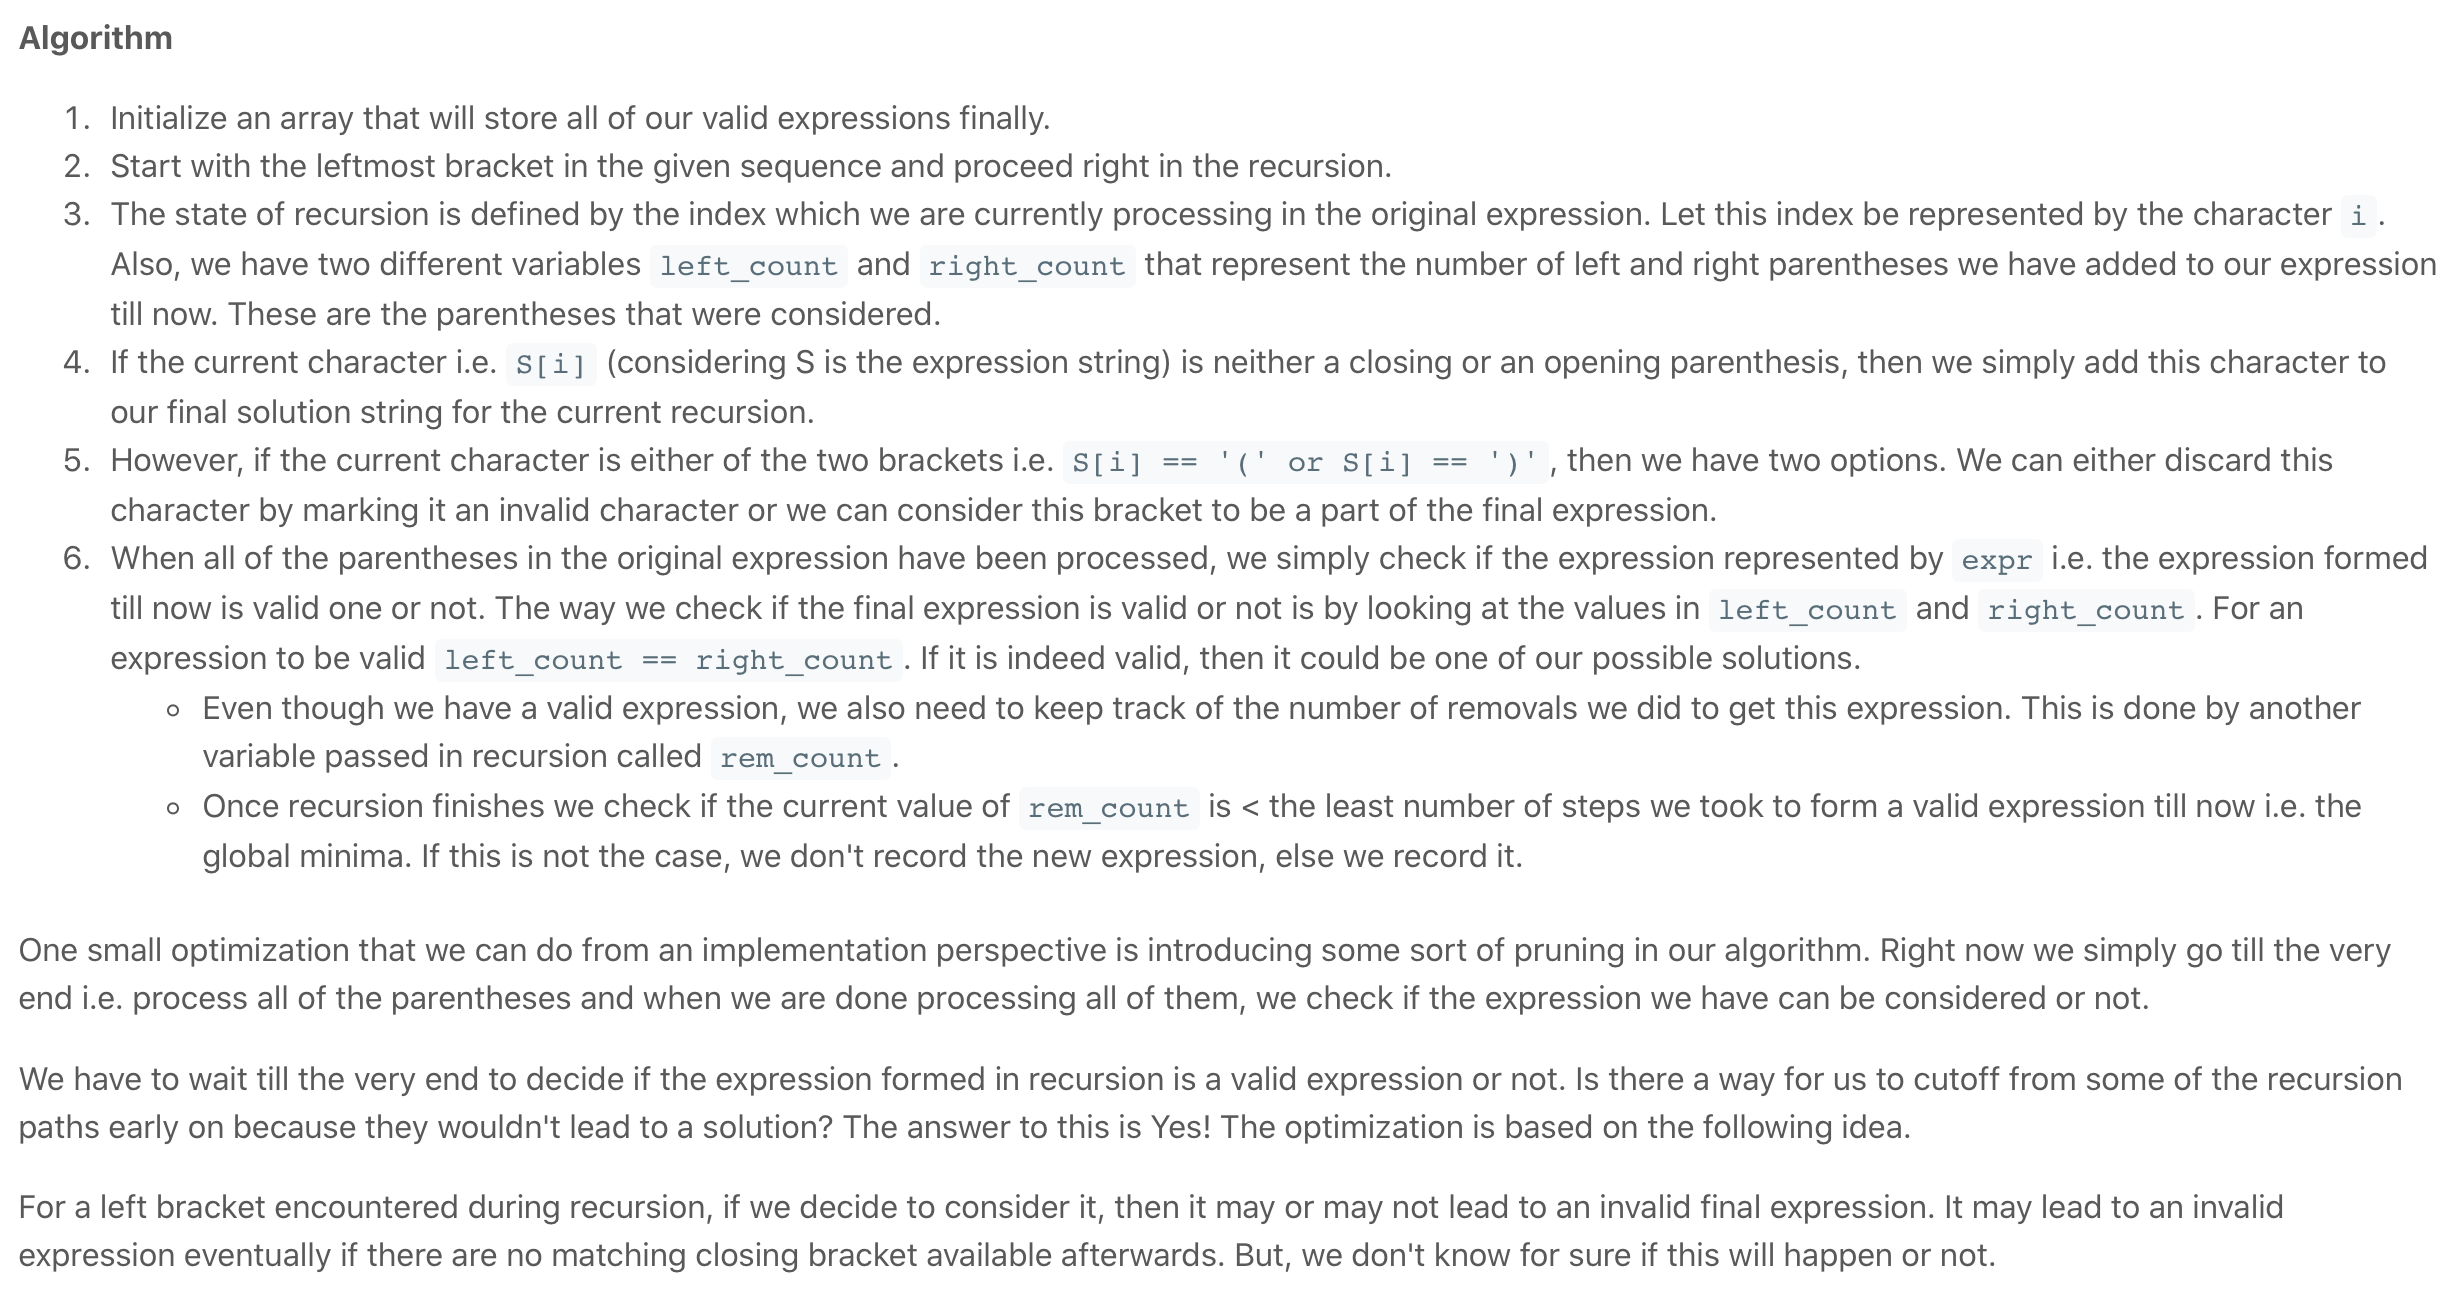 Algorithm
1. Initialize an array that will store all of our valid expressions finally.
2. Start with the leftmost bracket in the given sequence and proceed right in the recursion.
3. The state of recursion is defined by the index which we are currently processing in the original expression. Let this index be represented by the character i.
Also, we have two different variables left_count and right_count that represent the number of left and right parentheses we have added to our expression
till now. These are the parentheses that were considered.
4. If the current character i.e. S[i] (considering S is the expression string) is neither a closing or an opening parenthesis, then we simply add this character to
our final solution string for the current recursion.
5. However, if the current character is either of the two brackets i.e. S[i] == '(' or S[i] == ')', then we have two options. We can either discard this
character by marking it an invalid character or we can consider this bracket to be a part of the final expression.
6. When all of the parentheses in the original expression have been processed, we simply check if the expression represented by expr i.e. the expression formed
till now is valid one or not. The way we check if the final expression is valid or not is by looking at the values in left_count and right_count. For an
expression to be valid left_count == right_count. If it is indeed valid, then it could be one of our possible solutions.
◦ Even though we have a valid expression, we also need to keep track of the number of removals we did to get this expression. This is done by another
variable passed in recursion called rem_count.
◦ Once recursion finishes we check if the current value of rem_count is < the least number of steps we took to form a valid expression till now i.e. the
global minima. If this is not the case, we don't record the new expression, else we record it.
One small optimization that we can do from an implementation perspective is introducing some sort of pruning in our algorithm. Right now we simply go till the very
end i.e. process all of the parentheses and when we are done processing all of them, we check if the expression we have can be considered or not.
We have to wait till the very end to decide if the expression formed in recursion is a valid expression or not. Is there a way for us to cutoff from some of the recursion
paths early on because they wouldn't lead to a solution? The answer to this is Yes! The optimization is based on the following idea.
For a left bracket encountered during recursion, if we decide to consider it, then it may or may not lead to an invalid final expression. It may lead to an invalid
expression eventually if there are no matching closing bracket available afterwards. But, we don't know for sure if this will happen or not.